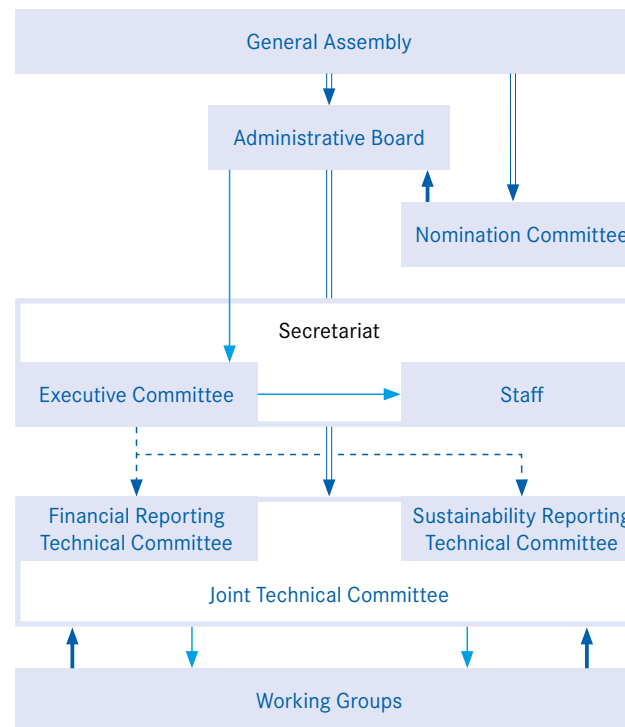 General Assembly
Administrative Board
Nomination Committee
Secretariat
Executive Committee
Staff
Financial Reporting
Technical Committee
Sustainability Reporting
Technical Committee
Joint Technical Committee
Working Groups